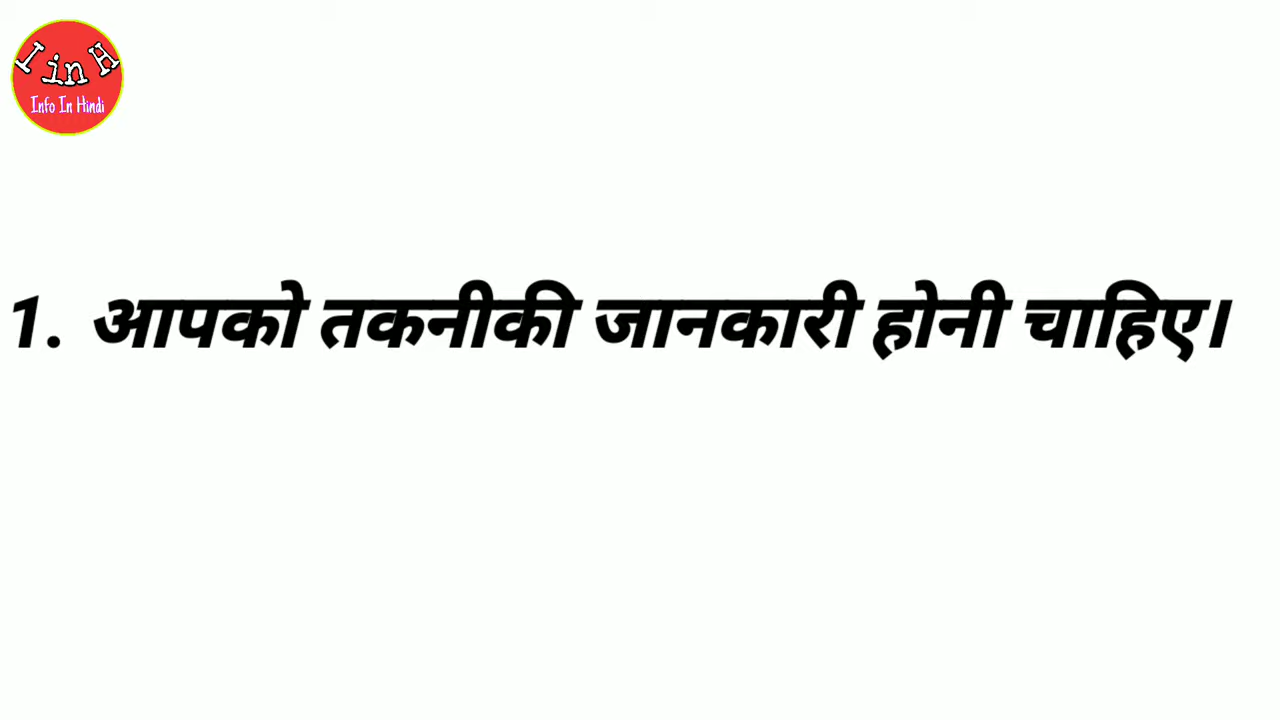 I in H
Info In Hindi
1. आपको तकनीकी जानकारी होनी चाहिए।